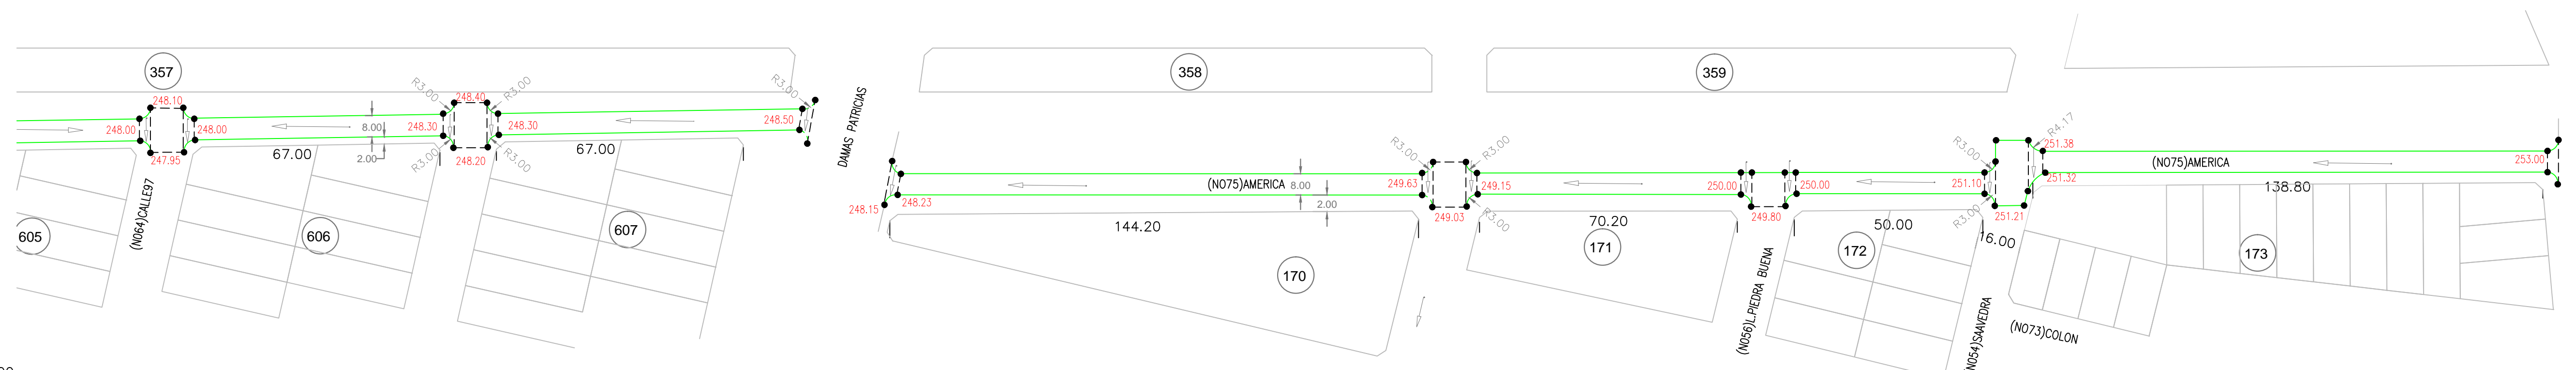 357
358
359
248.10
R3.00
248.40
R3.00
R3.00
248.00
248.00
8.00
248.30
248.30
248.50
2.00
R3.00
R3.00
247.95
248.20
67.00
67.00
605
(N064)CALLE97
606
607
DAMAS PATRICIAS
248.15
248.23
(N075)AMERICA
8.00
2.00
144.20
170
R3.00
R3.00
249.63
249.15
249.03
R3.00
70.20
171
250.00
250.00
249.80
(N056)L.PIEDRA BUENA
172
50.00
R3.00
251.10
R3.00
251.21
16.00
(N054)SAAVEDRA
(N073)COLON
R4.17
251.38
251.32
(N075)AMERICA
253.00
138.80
173